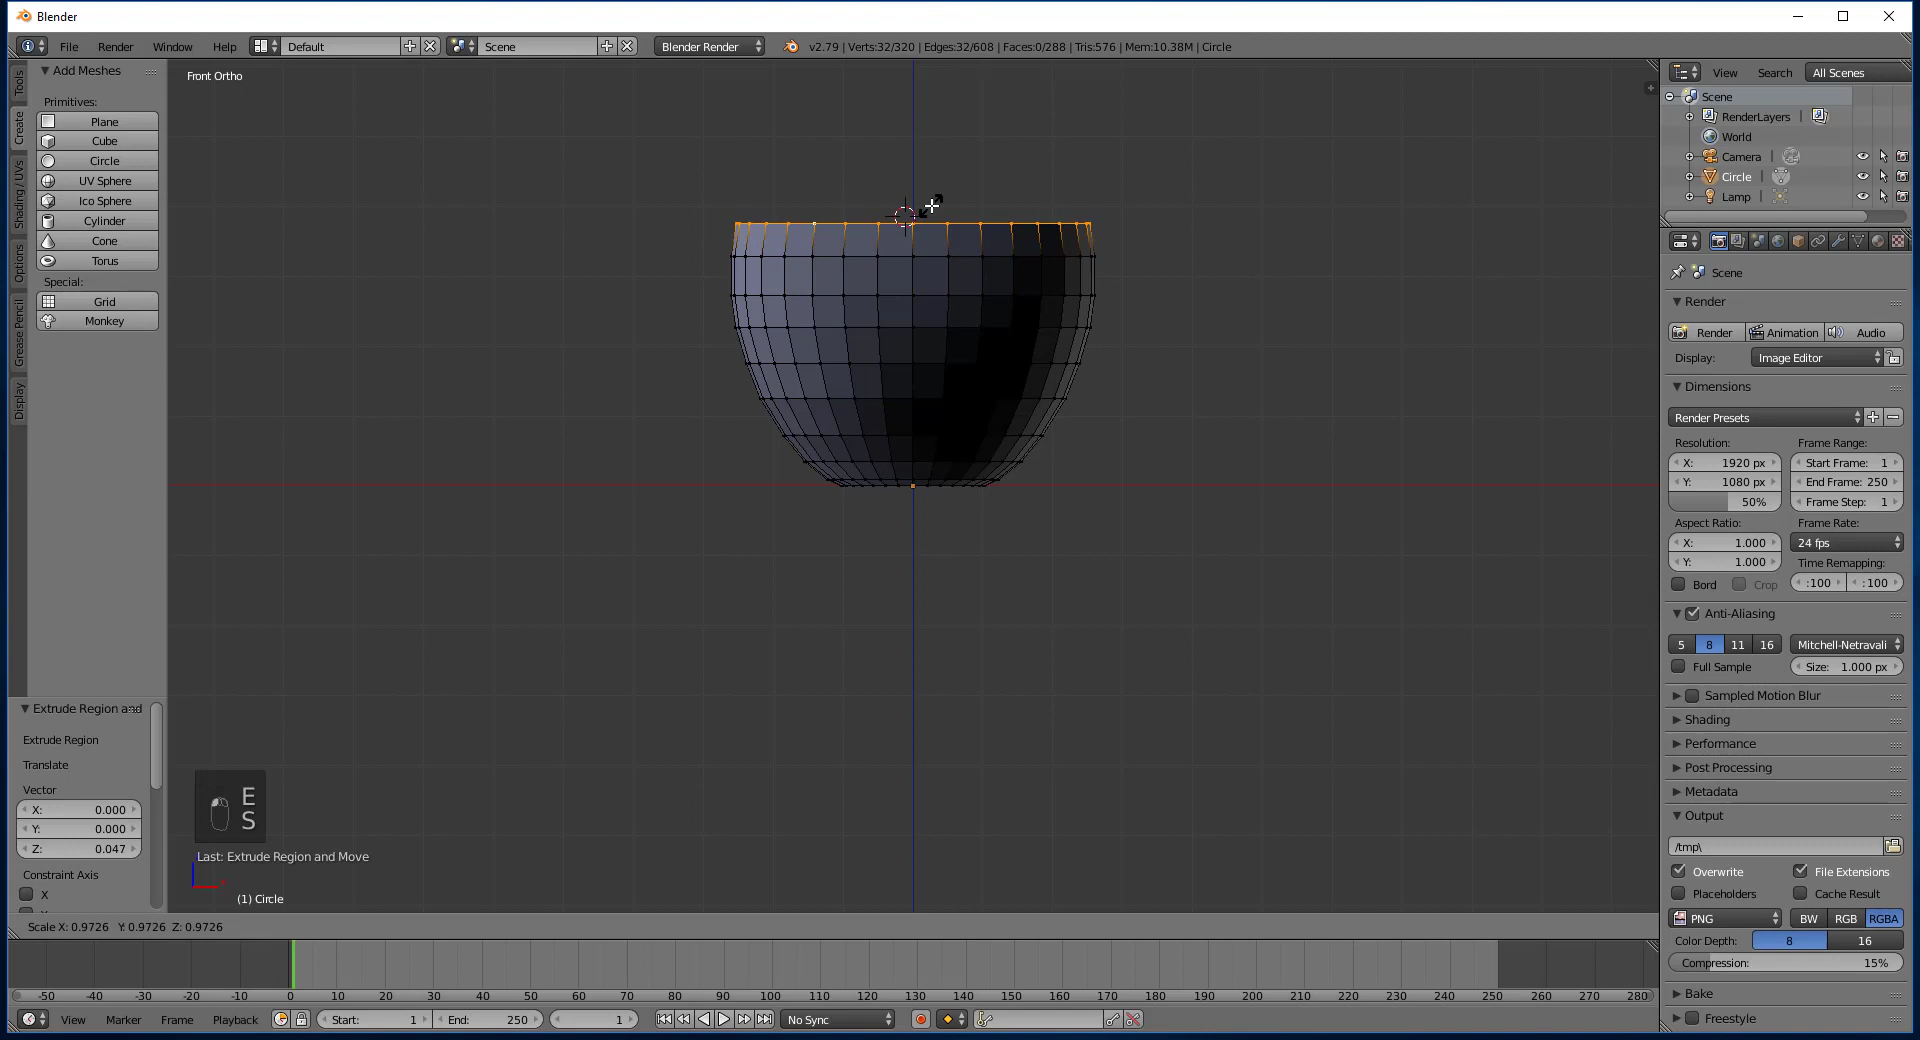 Blender
File Render Window Help Default Scene Blender Render v2.79 | Verts:32/320 | Edges:32/608 | Faces:0/288 | Tris:576 | Mem:10.38M | Circle
Tools
Create
Shading / UVs
Options
Grease Pencil
Display
Add Meshes
Primitives:
Plane
Cube
Circle
UV Sphere
Ico Sphere
Cylinder
Cone
Torus
Special:
Grid
Monkey
Extrude Region and
Extrude Region
Translate
Vector
X: 0.000
Y: 0.000
Z: 0.047
Constraint Axis
X
Front Ortho
E
S
Last: Extrude Region and Move
(1) Circle
Scale X: 0.9726 Y: 0.9726 Z: 0.9726
-50 -40 -30 -20 -10 0 10 20 30 40 50 60 70 80 90 100 110 120 130 140 150 160 170 180 190 200 210 220 230 240 250 260 270 280
View Marker Frame Playback Start: 1 End: 250 1 No Sync
View Search All Scenes
Scene
RenderLayers
World
Camera
Circle
Lamp
Scene
Render
Render Animation Audio
Display: Image Editor
Dimensions
Render Presets
Resolution: Frame Range:
X: 1920 px Start Frame: 1
Y: 1080 px End Frame: 250
50% Frame Step: 1
Aspect Ratio: Frame Rate:
X: 1.000 24 fps
Y: 1.000 Time Remapping:
Bord Crop :100 :100
Anti-Aliasing
5 8 11 16 Mitchell-Netravali
Full Sample Size: 1.000 px
Sampled Motion Blur
Shading
Performance
Post Processing
Metadata
Output
/tmp\
Overwrite File Extensions
Placeholders Cache Result
PNG BW RGB RGBA
Color Depth: 8 16
Compression: 15%
Bake
Freestyle